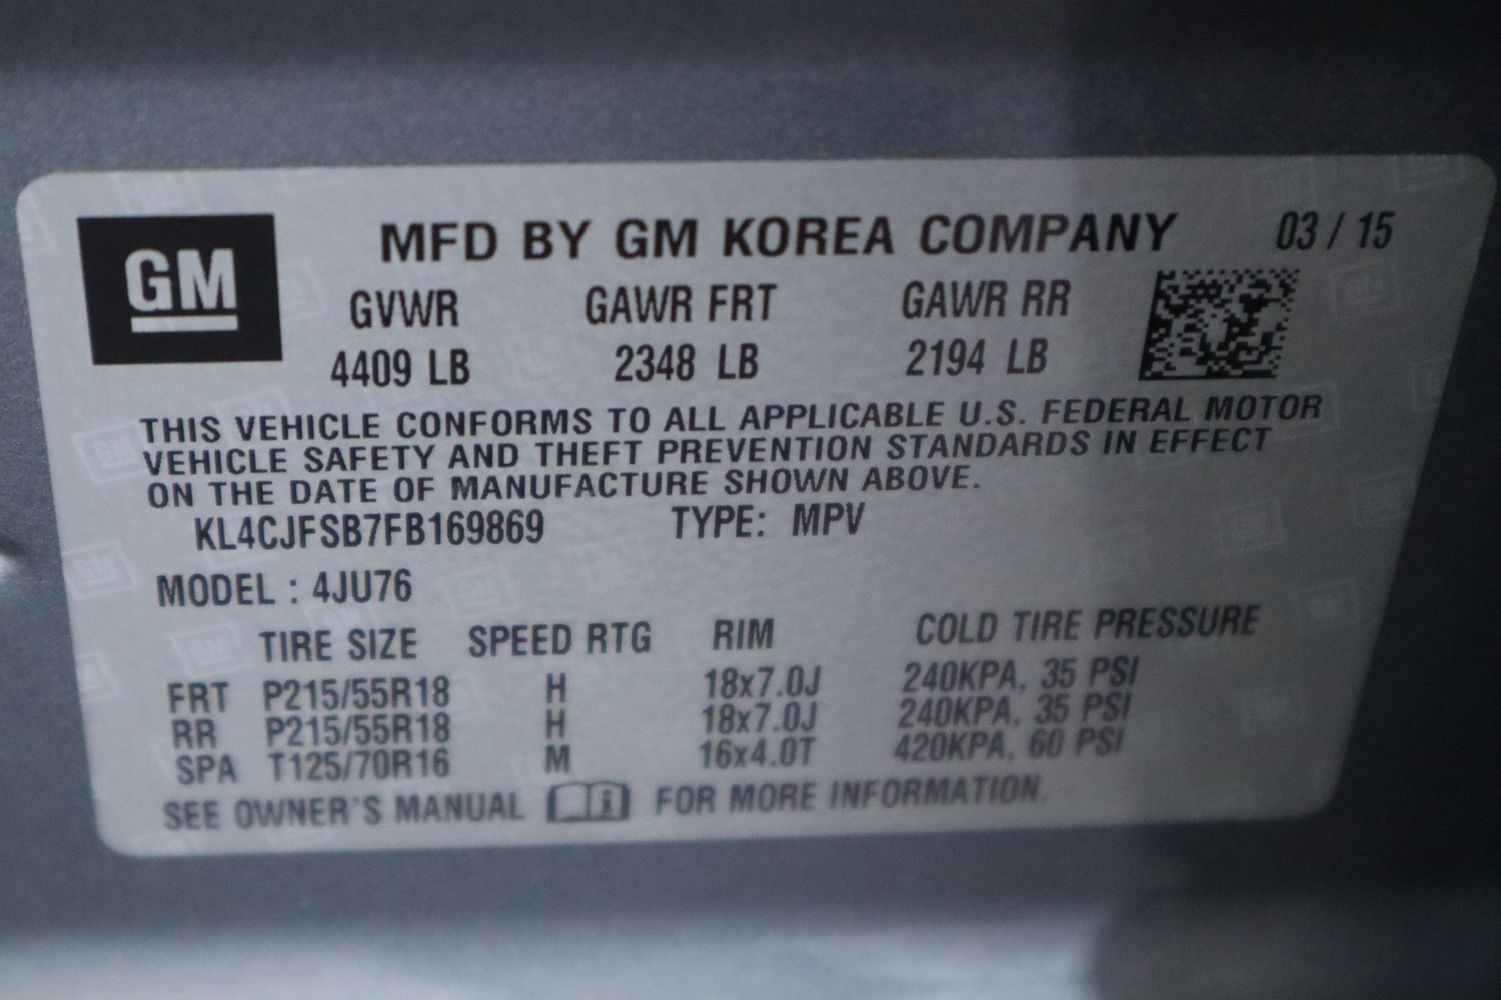 GM
MFD BY GM KOREA COMPANY 03 / 15
GVWR GAWR FRT GAWR RR
4409 LB 2348 LB 2194 LB
THIS VEHICLE CONFORMS TO ALL APPLICABLE U.S. FEDERAL MOTOR
VEHICLE SAFETY AND THEFT PREVENTION STANDARDS IN EFFECT
ON THE DATE OF MANUFACTURE SHOWN ABOVE.
KL4CJFSB7FB169869 TYPE: MPV
MODEL : 4JU76
TIRE SIZE SPEED RTG RIM COLD TIRE PRESSURE
FRT P215/55R18 H 18x7.0J 240KPA, 35 PSI
RR P215/55R18 H 18x7.0J 240KPA, 35 PSI
SPA T125/70R16 M 16x4.0T 420KPA, 60 PSI
SEE OWNER'S MANUAL i FOR MORE INFORMATION.